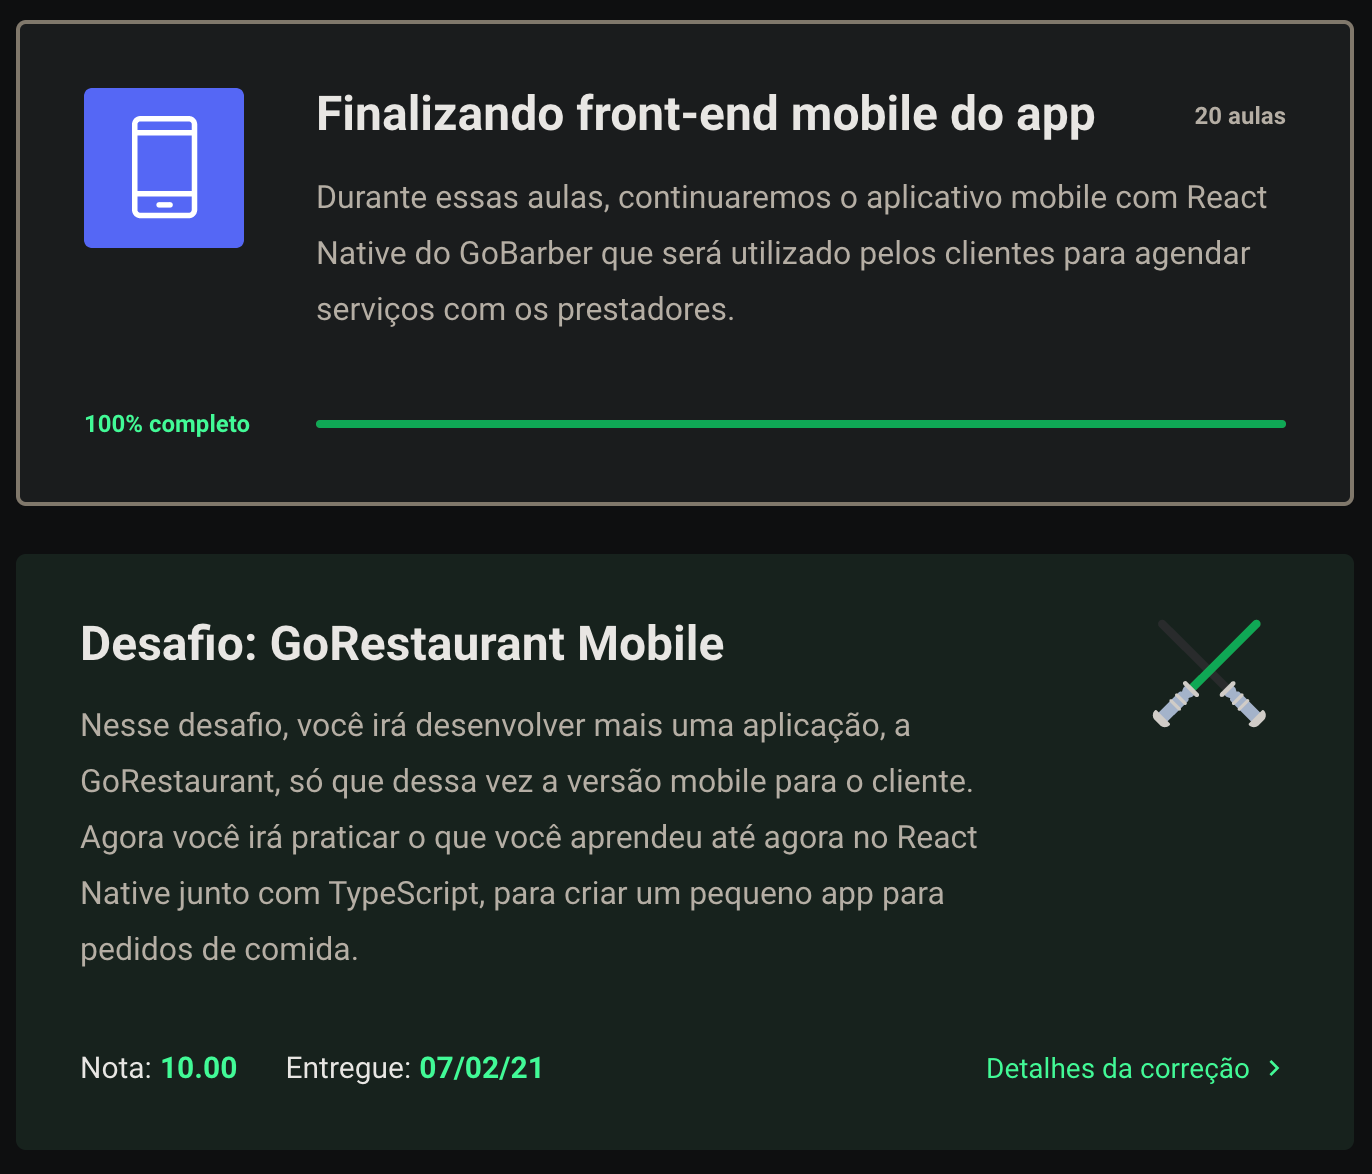 Finalizando front-end mobile do app
20 aulas
Durante essas aulas, continuaremos o aplicativo mobile com React
Native do GoBarber que será utilizado pelos clientes para agendar
serviços com os prestadores.
100% completo
Desafio: GoRestaurant Mobile
Nesse desafio, você irá desenvolver mais uma aplicação, a
GoRestaurant, só que dessa vez a versão mobile para o cliente.
Agora você irá praticar o que você aprendeu até agora no React
Native junto com TypeScript, para criar um pequeno app para
pedidos de comida.
Nota: 10.00 Entregue: 07/02/21
Detalhes da correção